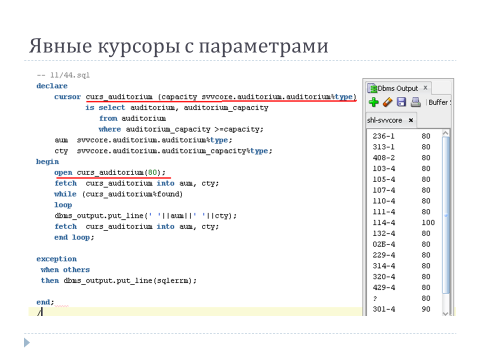 Явные курсоры с параметрами
-- 11/44.sql
declare
cursor curs_auditorium (capacity svvcore.auditorium.auditorium%type)
is select auditorium, auditorium_capacity
from auditorium
where auditorium_capacity >=capacity;
aum svvcore.auditorium.auditorium%type;
cty svvcore.auditorium.auditorium_capacity%type;
begin
open curs_auditorium(80);
fetch curs_auditorium into aum, cty;
while (curs_auditorium%found)
loop
dbms_output.put_line(' '||aum||' '||cty);
fetch curs_auditorium into aum, cty;
end loop;
exception
when others
then dbms_output.put_line(sqlerrm);
end;
/
Dbms Output x
Buffer S
shl-svvcore x
236-1 80
313-1 80
408-2 80
103-4 80
105-4 80
107-4 80
110-4 80
111-4 80
114-4 100
132-4 80
02B-4 80
229-4 80
314-4 80
320-4 80
429-4 80
? 80
301-4 90